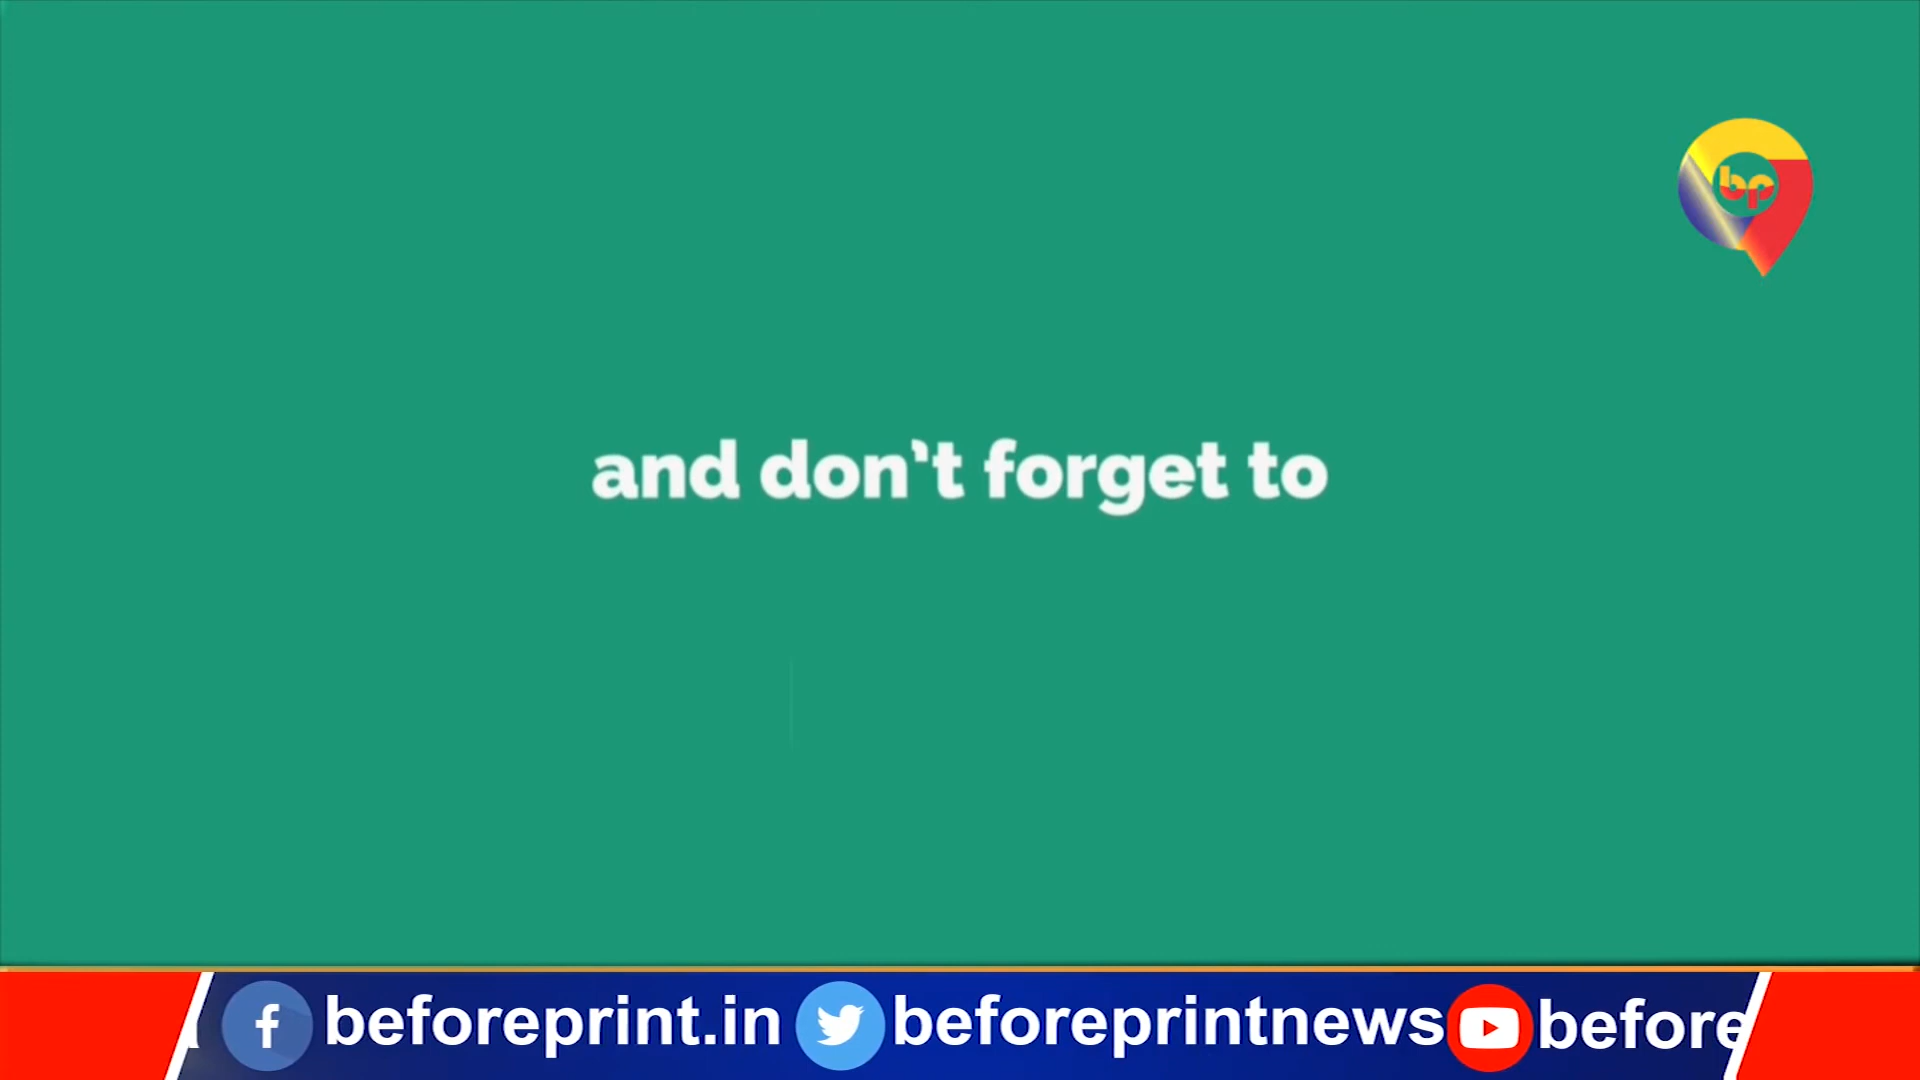 bp
and don't forget to
beforeprint.in beforeprintnews before